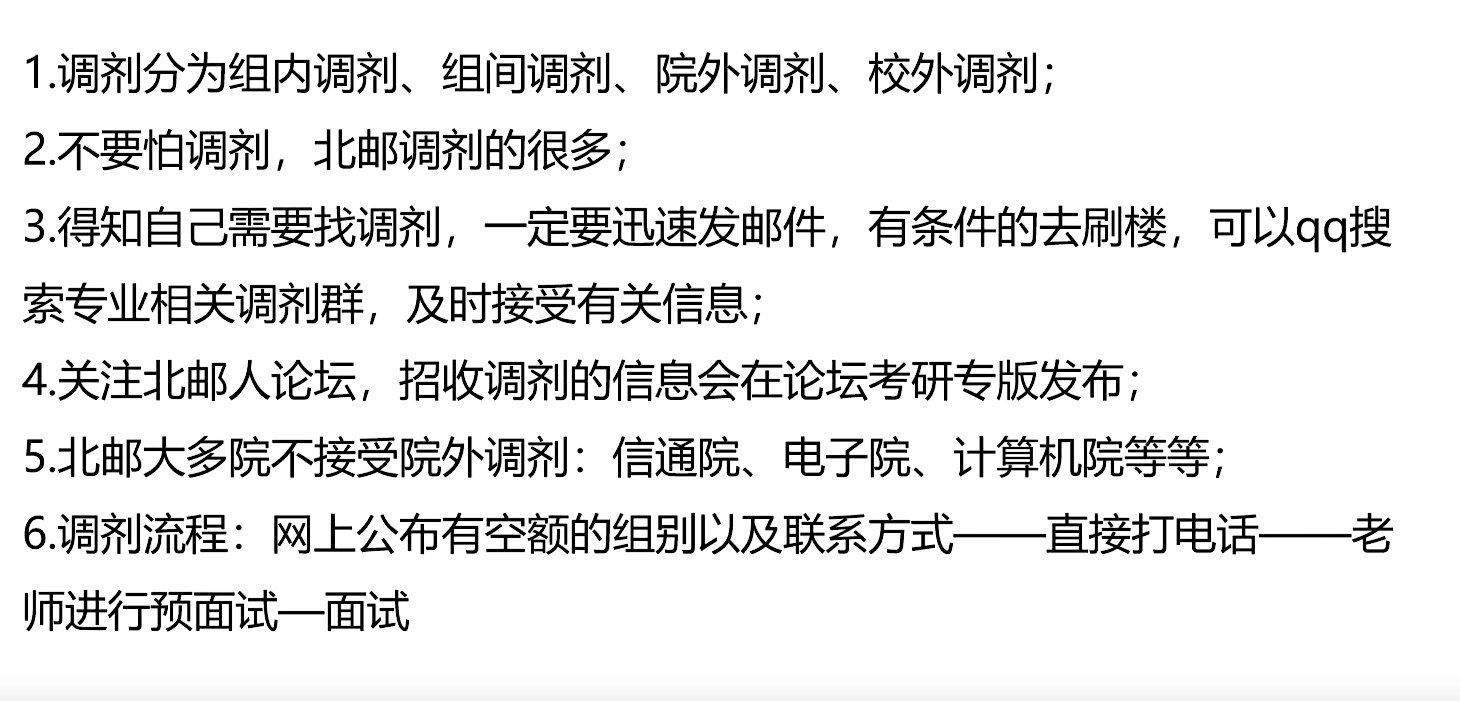 1.调剂分为组内调剂、组间调剂、院外调剂、校外调剂；
2.不要怕调剂，北邮调剂的很多；
3.得知自己需要找调剂，一定要迅速发邮件，有条件的去刷楼，可以qq搜
索专业相关调剂群，及时接受有关信息；
4.关注北邮人论坛，招收调剂的信息会在论坛考研专版发布；
5.北邮大多院不接受院外调剂：信通院、电子院、计算机院等等；
6.调剂流程：网上公布有空额的组别以及联系方式——直接打电话——老
师进行预面试—面试